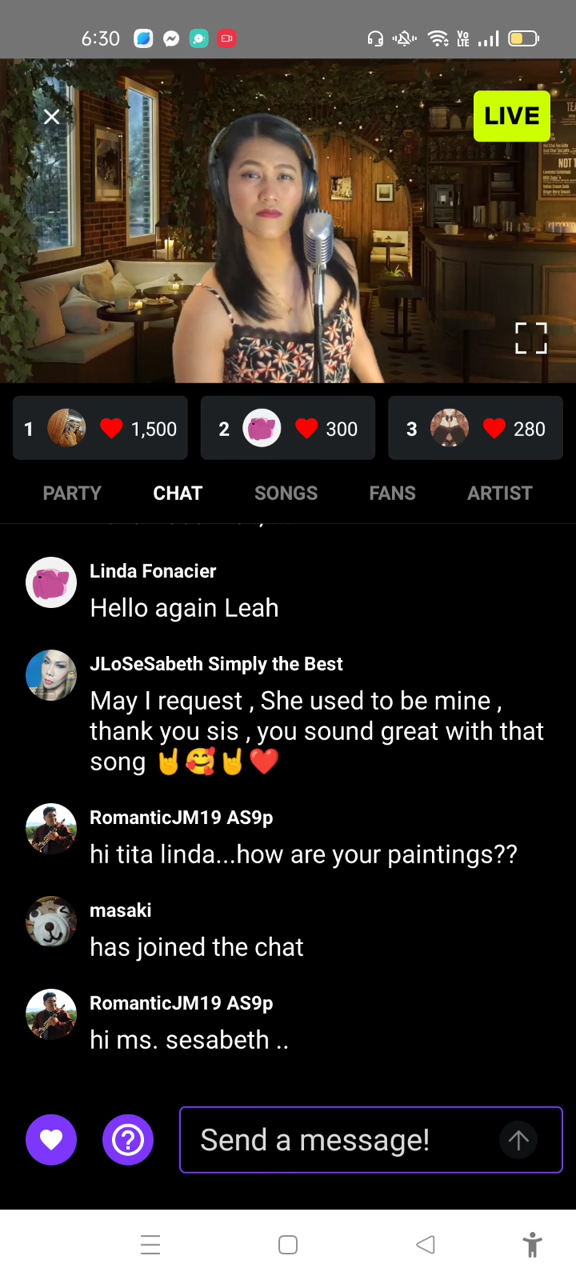 6:30
VO
LTE
LIVE
NOT
1 1,500
2 300
3 280
PARTY CHAT SONGS FANS ARTIST
Linda Fonacier
Hello again Leah
JLoSeSabeth Simply the Best
May I request , She used to be mine ,
thank you sis , you sound great with that
song 🤘🥰🤘❤️
RomanticJM19 AS9p
hi tita linda...how are your paintings??
masaki
has joined the chat
RomanticJM19 AS9p
hi ms. sesabeth ..
Send a message!